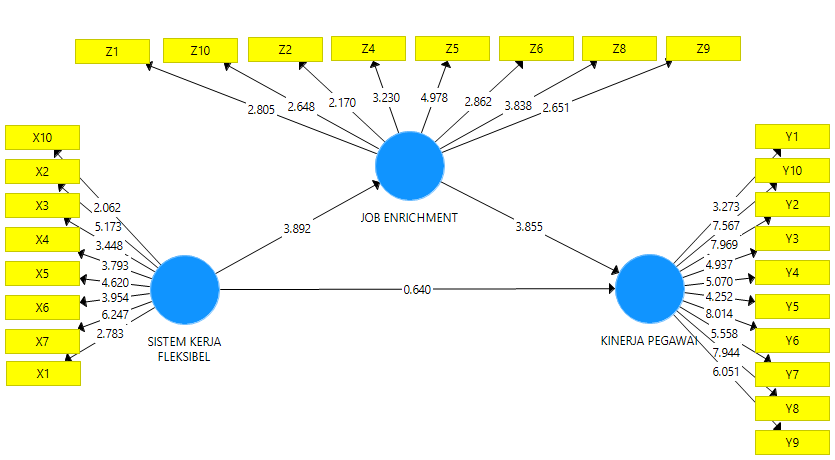 Z1
Z10
Z2
Z4
Z5
Z6
Z8
Z9
2.805
2.648
2.170
3.230
4.978
2.862
3.838
2.651
JOB ENRICHMENT
X10
X2
X3
X4
X5
X6
X7
X1
2.062
5.173
3.448
3.793
4.620
3.954
6.247
2.783
SISTEM KERJA
FLEKSIBEL
3.892
3.855
0.640
KINERJA PEGAWAI
3.273
7.567
7.969
4.937
5.070
4.252
8.014
5.558
7.944
6.051
Y1
Y10
Y2
Y3
Y4
Y5
Y6
Y7
Y8
Y9